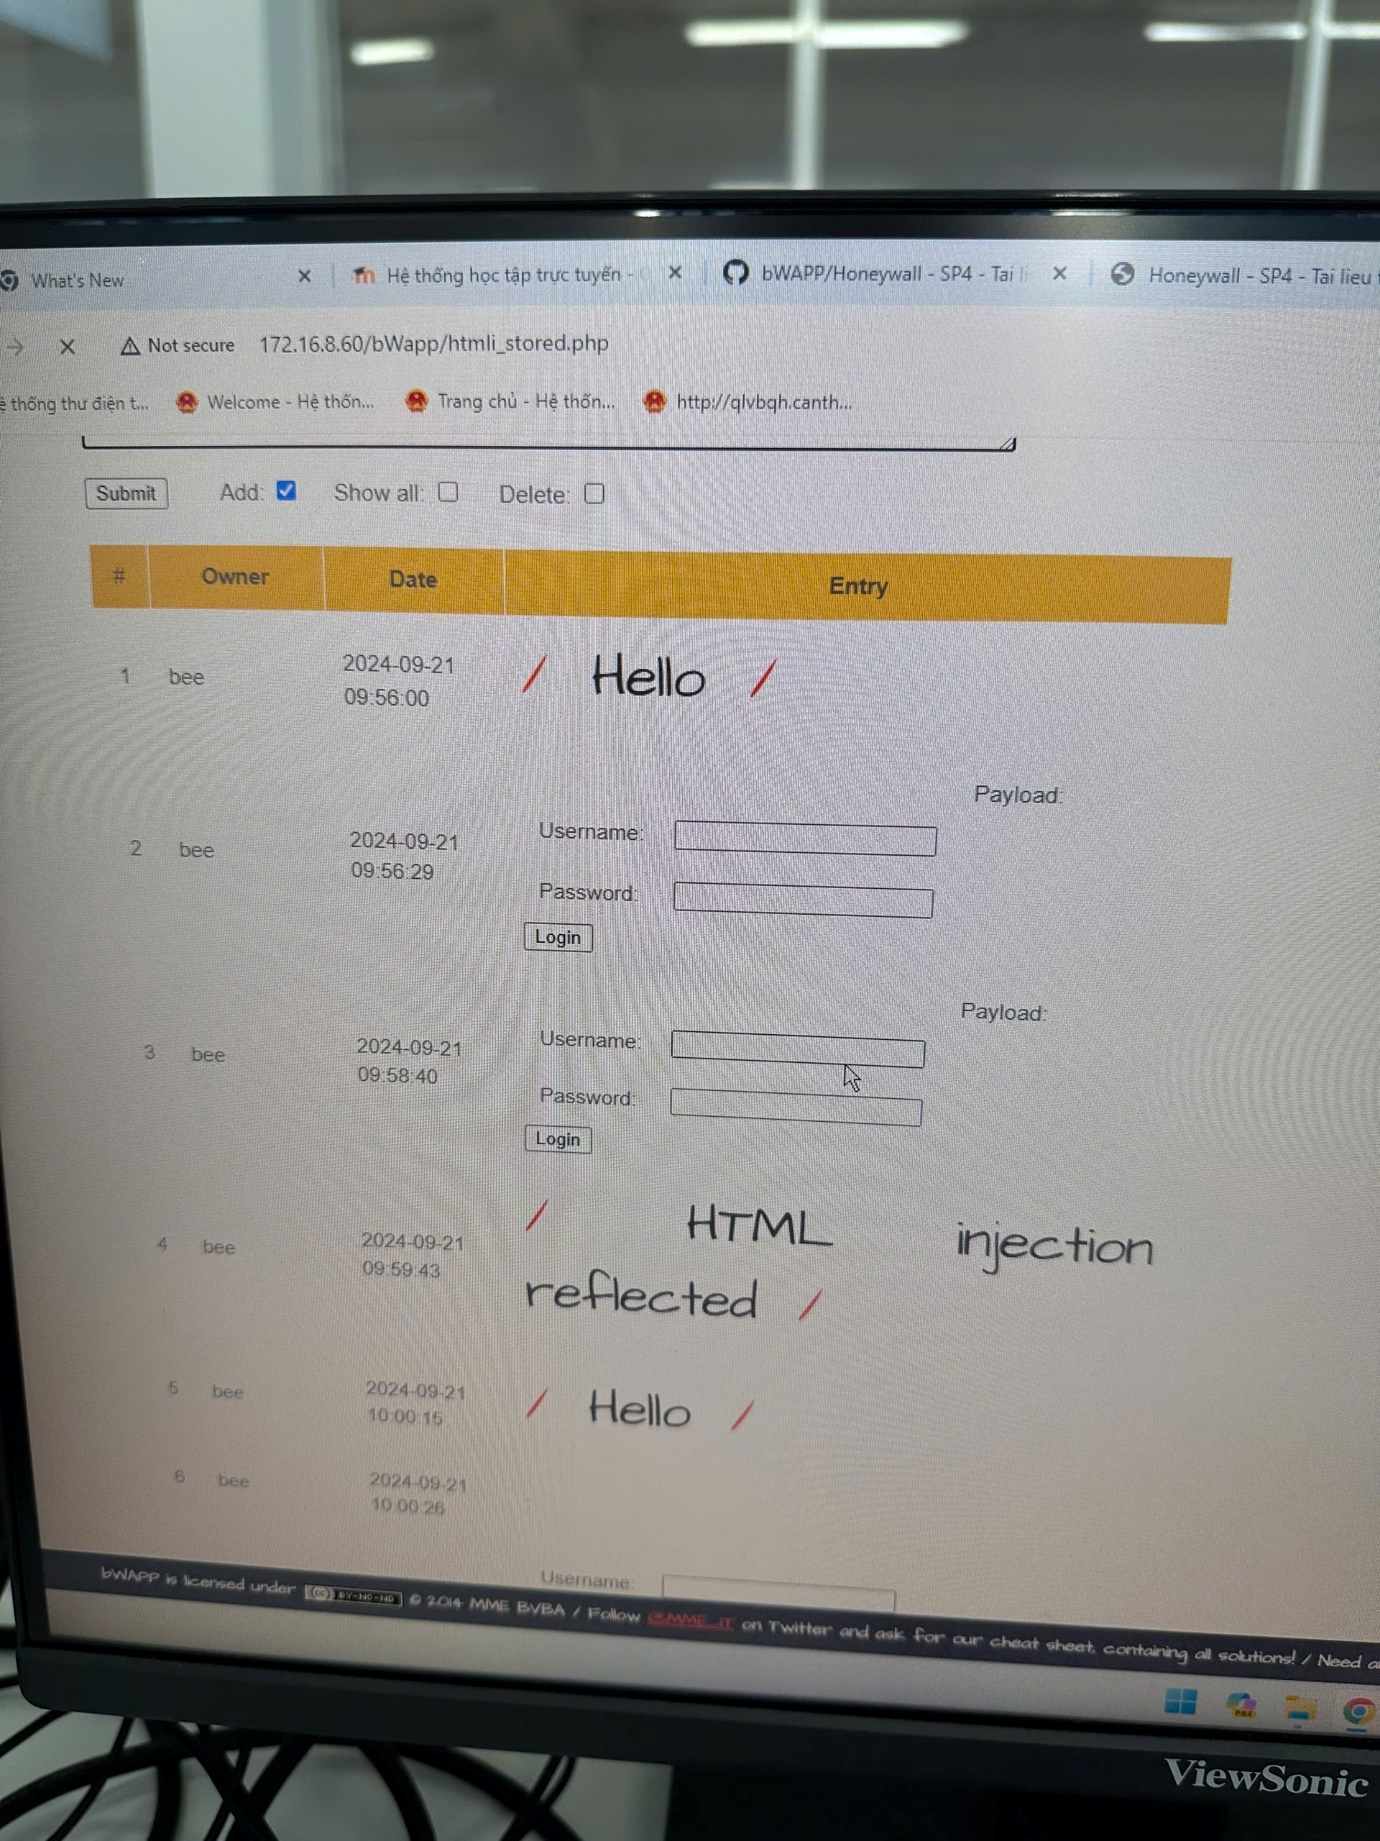 What's New
Hệ thống học tập trực tuyến -
bWAPP/Honeywall - SP4 - Tai li
Honeywall - SP4 - Tai lieu
Not secure 172.16.8.60/bWapp/htmli_stored.php
ệ thống thư điện t...
Welcome - Hệ thốn...
Trang chủ - Hệ thốn...
http://qlvbqh.canth...
Submit Add: Show all: Delete:
# Owner Date Entry
1 bee 2024-09-21 / Hello /
09:56:00
Payload:
2 bee 2024-09-21 Username:
09:56:29
Password:
Login
Payload:
3 bee 2024-09-21 Username:
09:58:40
Password:
Login
4 bee 2024-09-21 / HTML injection
09:59:43
reflected /
5 bee 2024-09-21 / Hello /
10:00:15
6 bee 2024-09-21
10:00:26
Username:
bWAPP is licensed under (cc) BY-NC-ND © 2014 MME BVBA / Follow @MME_IT on Twitter and ask for our cheat sheet, containing all solutions! / Need a
PRE
ViewSonic